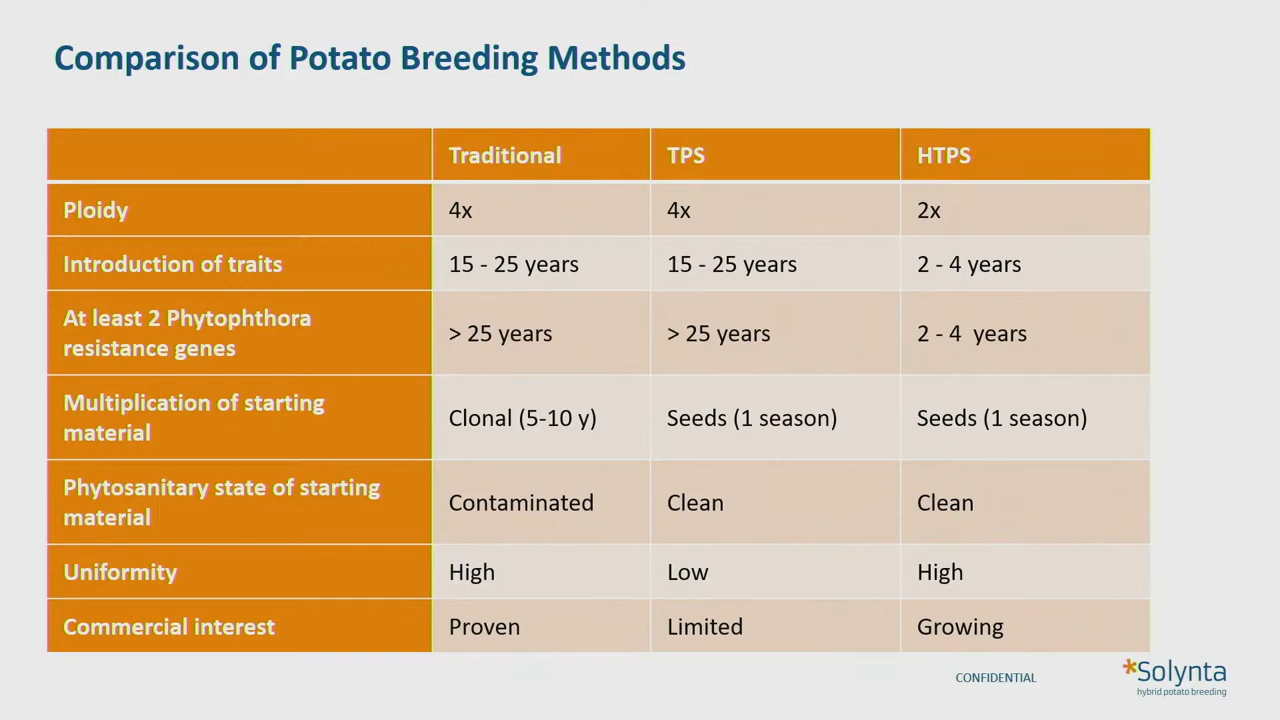 Comparison of Potato Breeding Methods
Traditional TPS HTPS
Ploidy 4x 4x 2x
Introduction of traits 15 - 25 years 15 - 25 years 2 - 4 years
At least 2 Phytophthora
resistance genes > 25 years > 25 years 2 - 4  years
Multiplication of starting
material Clonal (5-10 y) Seeds (1 season) Seeds (1 season)
Phytosanitary state of starting
material Contaminated Clean Clean
Uniformity High Low High
Commercial interest Proven Limited Growing
CONFIDENTIAL
Solynta
hybrid potato breeding